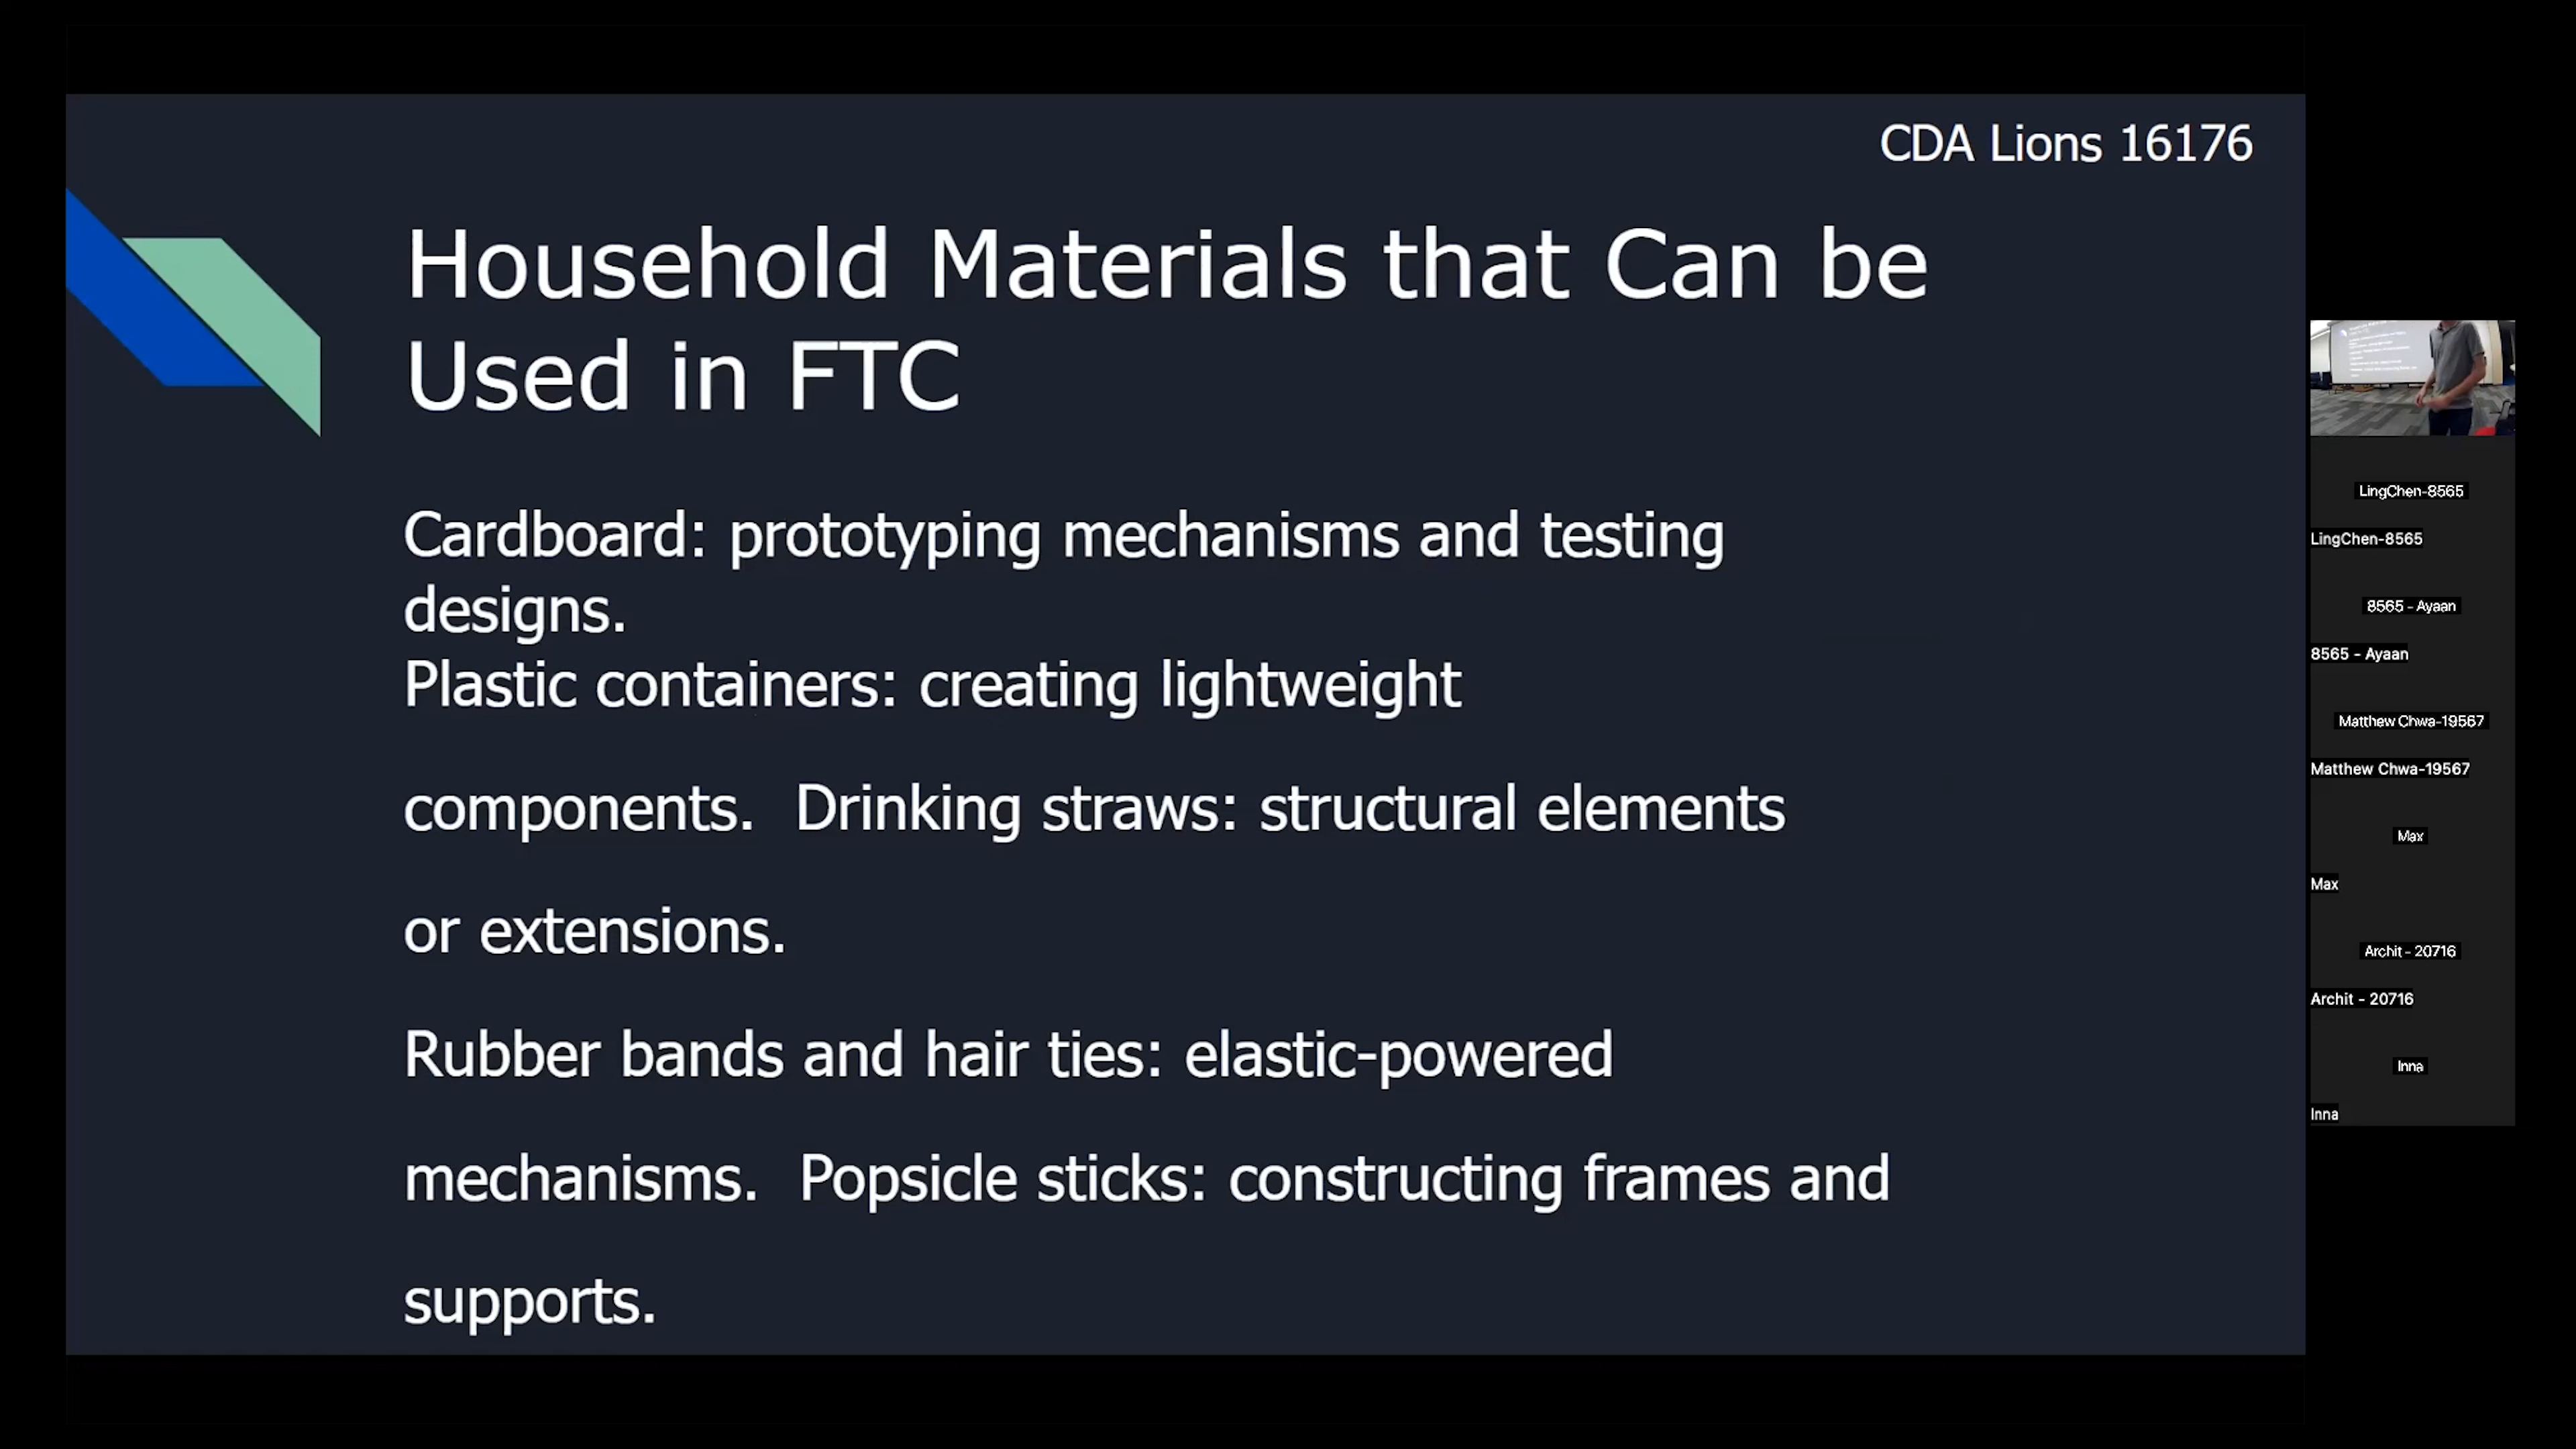 CDA Lions 16176
Household Materials that Can be
Used in FTC
Cardboard: prototyping mechanisms and testing
designs.
Plastic containers: creating lightweight
components. Drinking straws: structural elements
or extensions.
Rubber bands and hair ties: elastic-powered
mechanisms. Popsicle sticks: constructing frames and
supports.
LingChen-8565
LingChen-8565
8565 - Ayaan
8565 - Ayaan
Matthew Chwa-19567
Matthew Chwa-19567
Max
Max
Archit - 20716
Archit - 20716
Inna
Inna